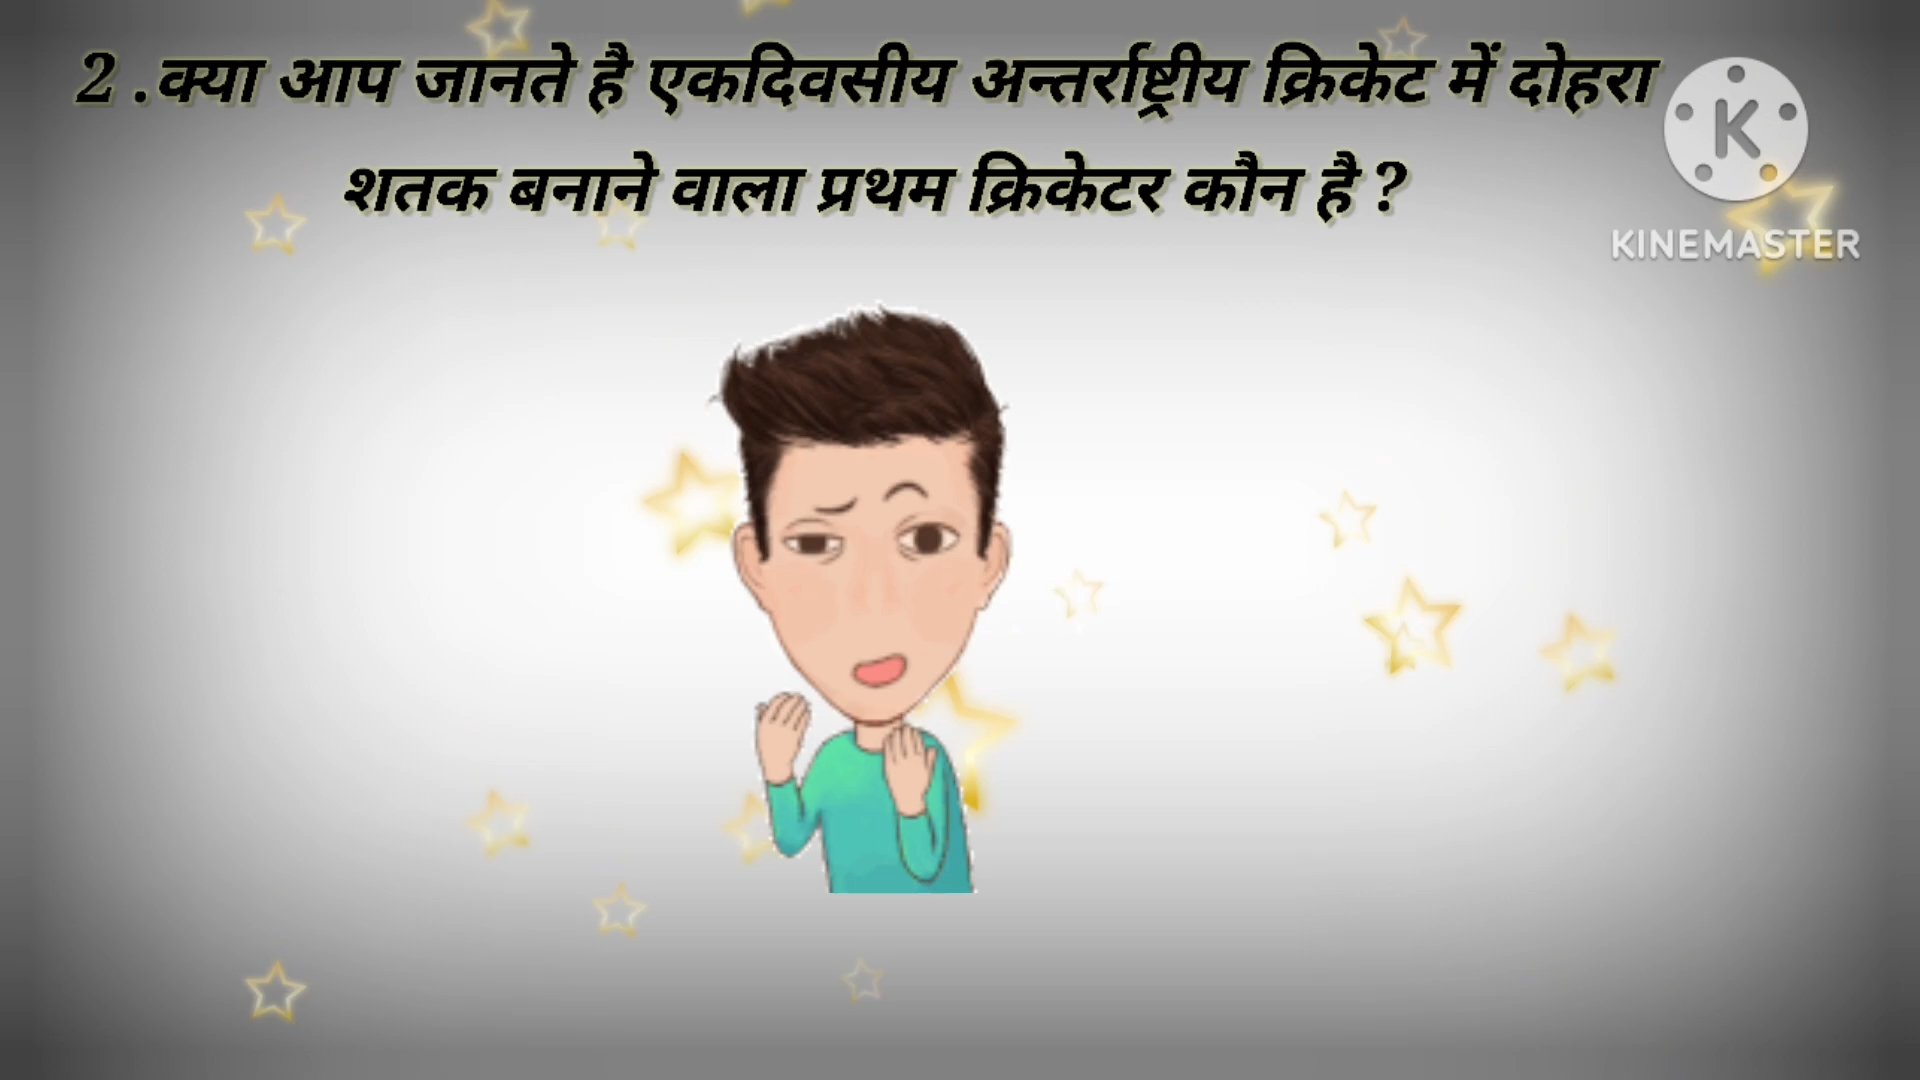 2 .क्या आप जानते है एकदिवसीय अन्तर्राष्ट्रीय क्रिकेट में दोहरा
शतक बनाने वाला प्रथम क्रिकेटर कौन है ?
K
KINEMASTER